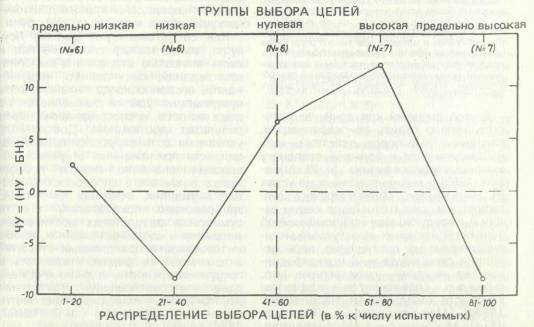 ГРУППЫ ВЫБОРА ЦЕЛЕЙ
предельно низкая низкая нулевая высокая предельно высокая
(N=6) (N=6) (N=6) (N=7) (N=7)
10
5
0
-5
-10
ЧУ = (НУ – БН)
1-20 21-40 41-60 61-80 81-100
РАСПРЕДЕЛЕНИЕ ВЫБОРА ЦЕЛЕЙ (в % к числу испытуемых)